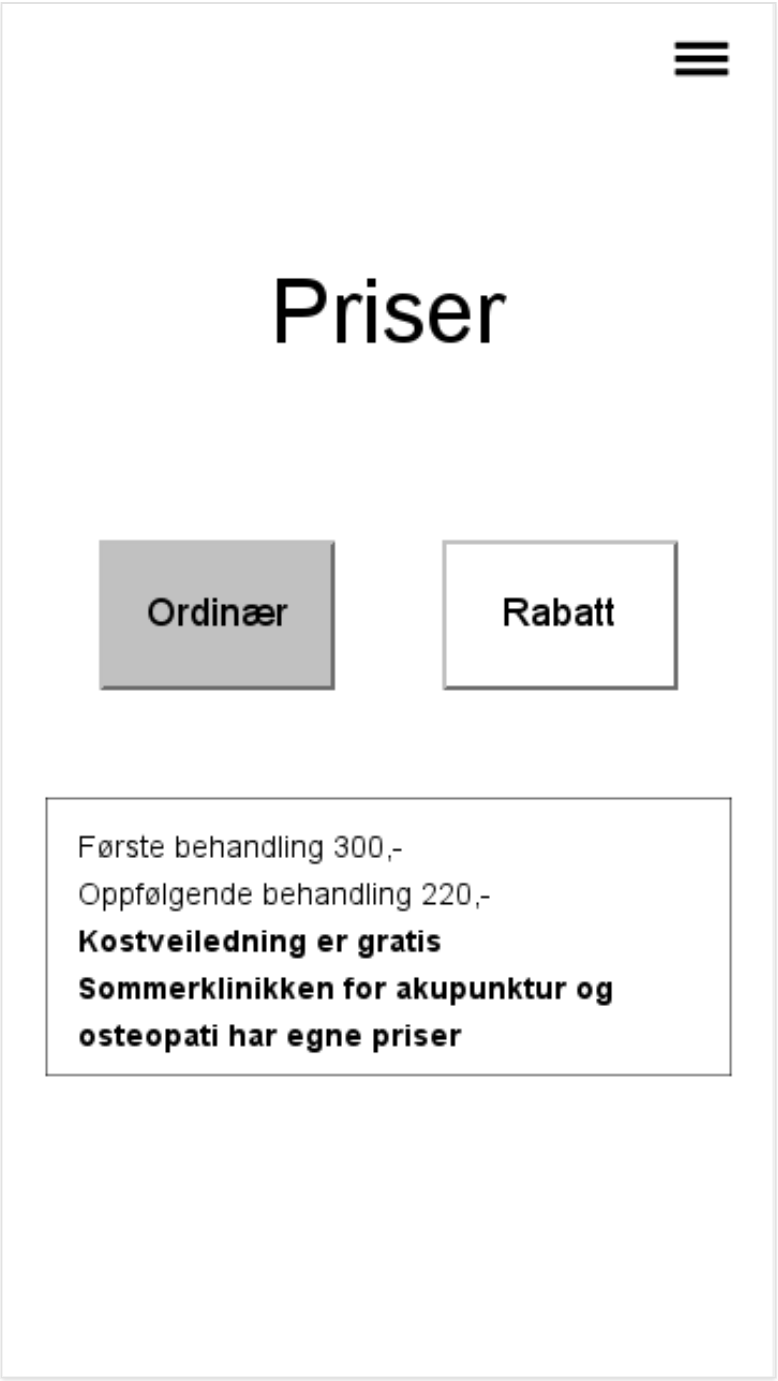 Priser
Ordinær
Rabatt
Første behandling 300,-
Oppfølgende behandling 220,-
Kostveiledning er gratis
Sommerklinikken for akupunktur og
osteopati har egne priser